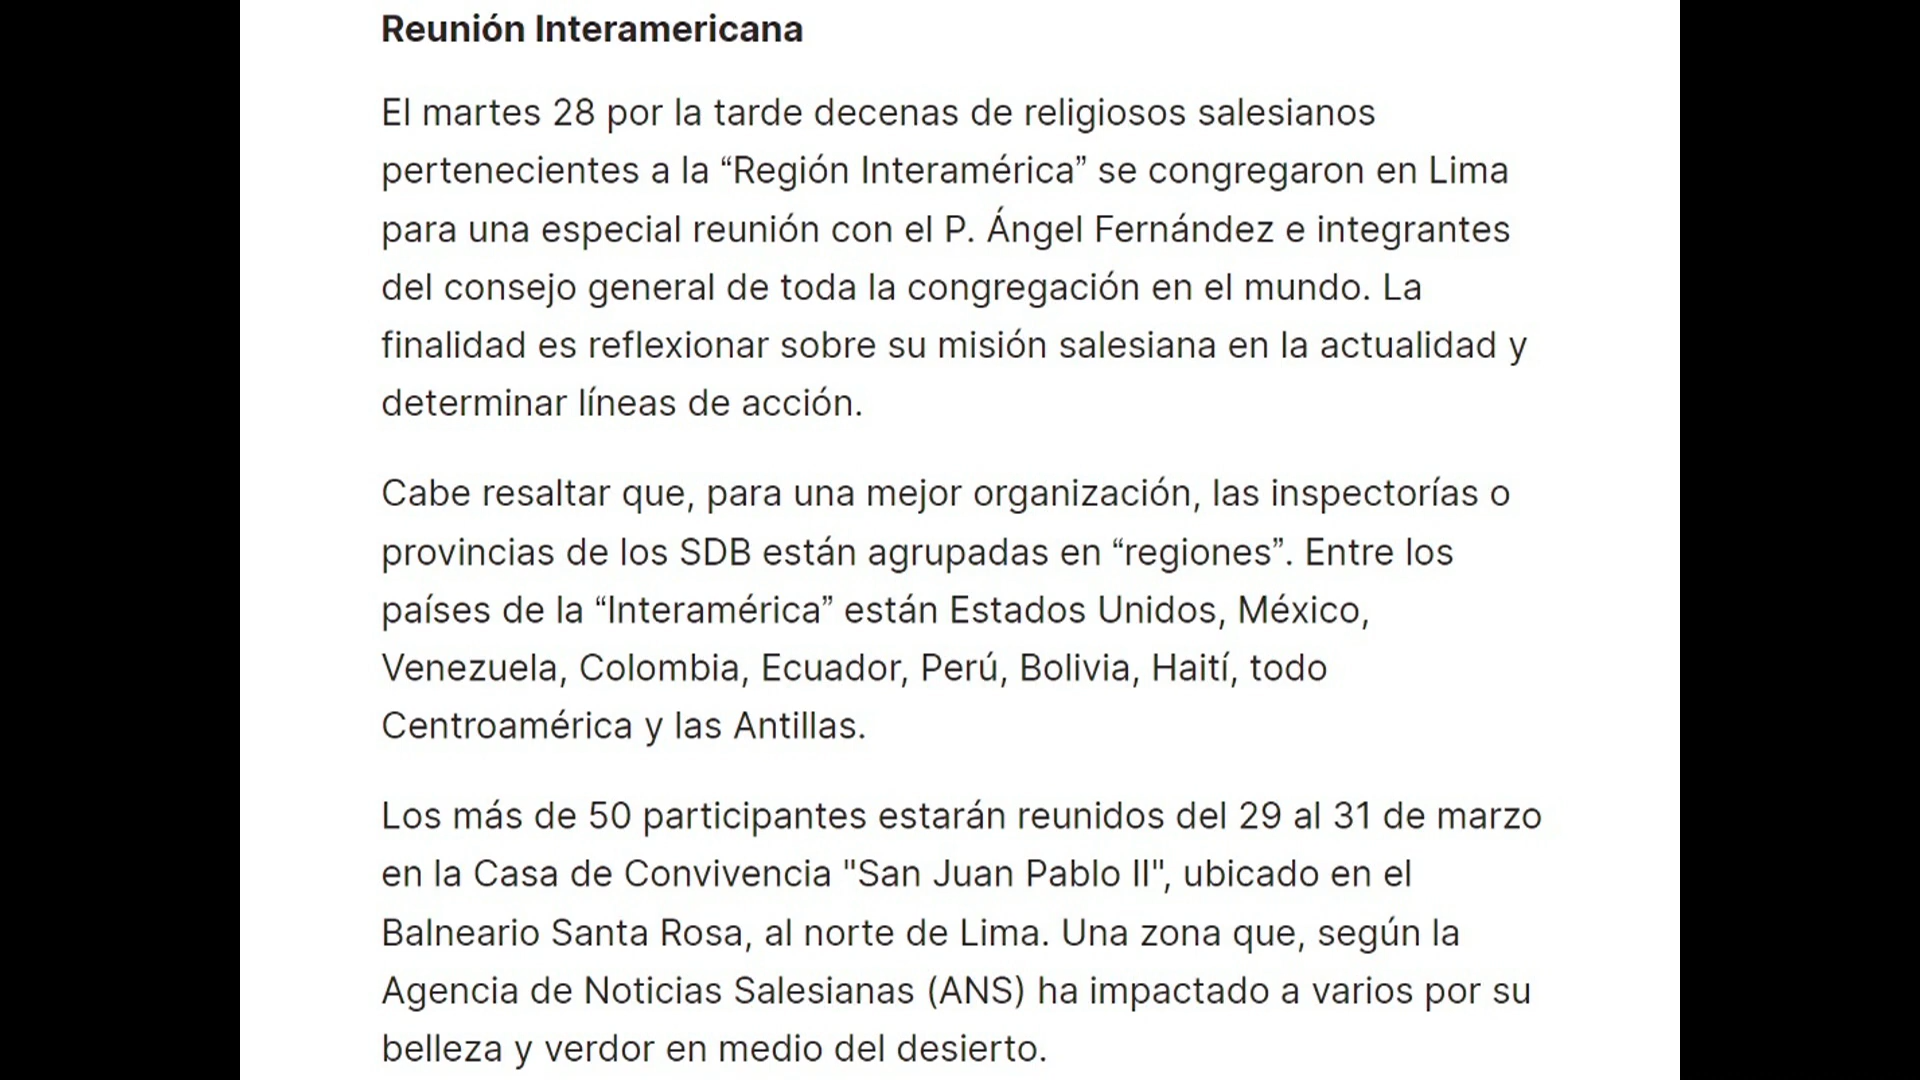 Reunión Interamericana
El martes 28 por la tarde decenas de religiosos salesianos
pertenecientes a la “Región Interamérica” se congregaron en Lima
para una especial reunión con el P. Ángel Fernández e integrantes
del consejo general de toda la congregación en el mundo. La
finalidad es reflexionar sobre su misión salesiana en la actualidad y
determinar líneas de acción.
Cabe resaltar que, para una mejor organización, las inspectorías o
provincias de los SDB están agrupadas en “regiones”. Entre los
países de la “Interamérica” están Estados Unidos, México,
Venezuela, Colombia, Ecuador, Perú, Bolivia, Haití, todo
Centroamérica y las Antillas.
Los más de 50 participantes estarán reunidos del 29 al 31 de marzo
en la Casa de Convivencia "San Juan Pablo II", ubicado en el
Balneario Santa Rosa, al norte de Lima. Una zona que, según la
Agencia de Noticias Salesianas (ANS) ha impactado a varios por su
belleza y verdor en medio del desierto.